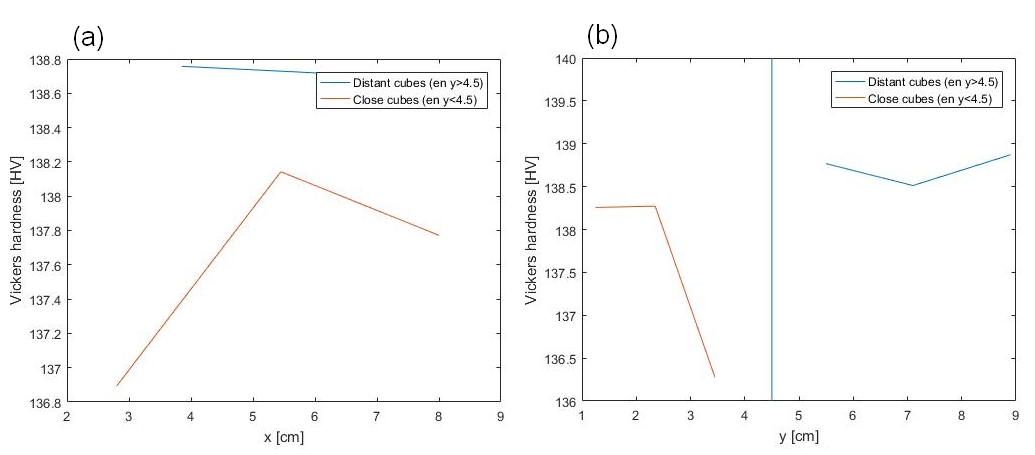 (a)
138.8
138.6
138.4
138.2
138
137.8
137.6
137.4
137.2
137
136.8
Vickers hardness [HV]
2 3 4 5 6 7 8 9
x [cm]
Distant cubes (en y>4.5)
Close cubes (en y<4.5)
(b)
140
139.5
139
138.5
138
137.5
137
136.5
136
Vickers hardness [HV]
1 2 3 4 5 6 7 8 9
y [cm]
Distant cubes (en y>4.5)
Close cubes (en y<4.5)